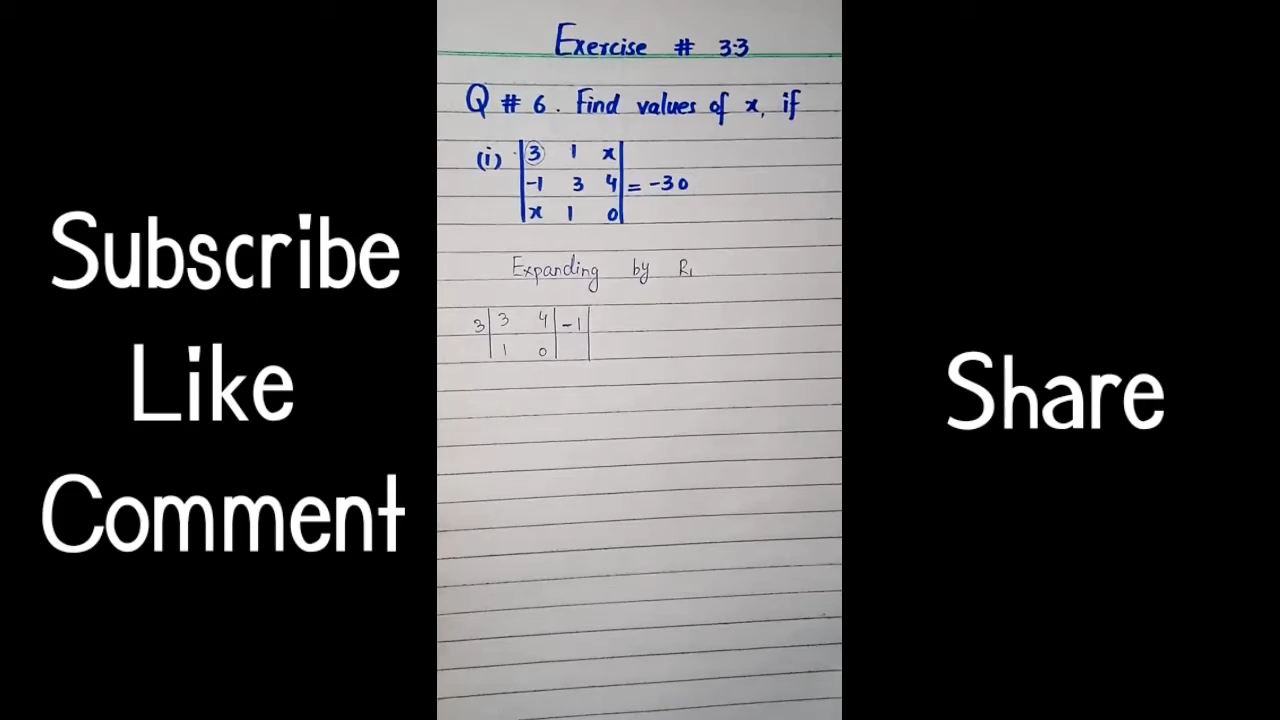 Exercise # 3.3
Q # 6. Find values of x, if
(i) |3 1 x|
|-1 3 4| = -30
|x 1 0|
Expanding by R₁
3|3 4|-1|
|1 0| |
Subscribe
Like
Comment
Share